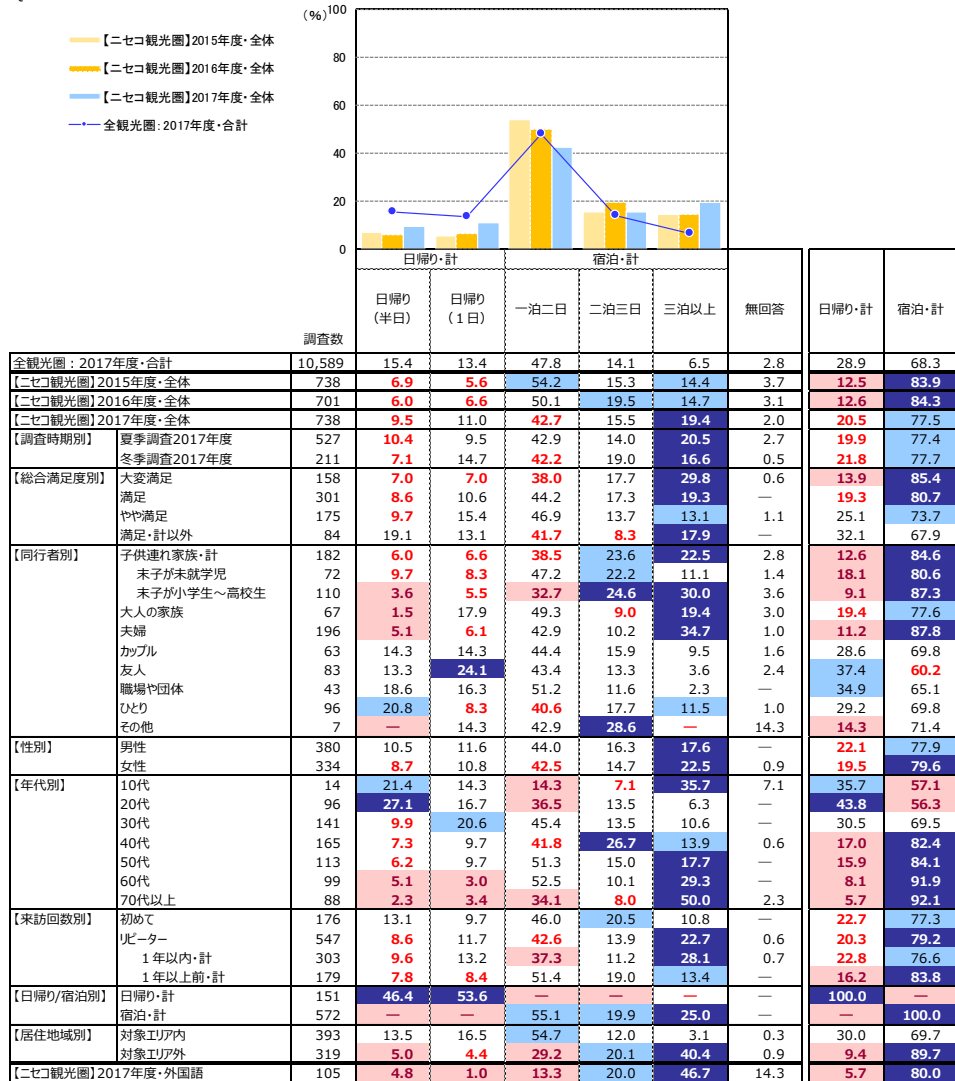 (%)
100
80
60
40
20
0
【ニセコ観光圏】2015年度・全体
【ニセコ観光圏】2016年度・全体
【ニセコ観光圏】2017年度・全体
全観光圏：2017年度・合計
日帰り・計 宿泊・計
調査数 日帰り（半日） 日帰り（１日） 一泊二日 二泊三日 三泊以上 無回答 日帰り・計 宿泊・計
全観光圏：2017年度・合計 10,589 15.4 13.4 47.8 14.1 6.5 2.8 28.9 68.3
【ニセコ観光圏】2015年度・全体 738 6.9 5.6 54.2 15.3 14.4 3.7 12.5 83.9
【ニセコ観光圏】2016年度・全体 701 6.0 6.6 50.1 19.5 14.7 3.1 12.6 84.3
【ニセコ観光圏】2017年度・全体 738 9.5 11.0 42.7 15.5 19.4 2.0 20.5 77.5
【調査時期別】 夏季調査2017年度 527 10.4 9.5 42.9 14.0 20.5 2.7 19.9 77.4
冬季調査2017年度 211 7.1 14.7 42.2 19.0 16.6 0.5 21.8 77.7
【総合満足度別】 大変満足 158 7.0 7.0 38.0 17.7 29.8 0.6 13.9 85.4
満足 301 8.6 10.6 44.2 17.3 19.3 － 19.3 80.7
やや満足 175 9.7 15.4 46.9 13.7 13.1 1.1 25.1 73.7
満足・計以外 84 19.1 13.1 41.7 8.3 17.9 － 32.1 67.9
【同行者別】 子供連れ家族・計 182 6.0 6.6 38.5 23.6 22.5 2.8 12.6 84.6
末子が未就学児 72 9.7 8.3 47.2 22.2 11.1 1.4 18.1 80.6
末子が小学生～高校生 110 3.6 5.5 32.7 24.6 30.0 3.6 9.1 87.3
大人の家族 67 1.5 17.9 49.3 9.0 19.4 3.0 19.4 77.6
夫婦 196 5.1 6.1 42.9 10.2 34.7 1.0 11.2 87.8
カップル 63 14.3 14.3 44.4 15.9 9.5 1.6 28.6 69.8
友人 83 13.3 24.1 43.4 13.3 3.6 2.4 37.4 60.2
職場や団体 43 18.6 16.3 51.2 11.6 2.3 － 34.9 65.1
ひとり 96 20.8 8.3 40.6 17.7 11.5 1.0 29.2 69.8
その他 7 － 14.3 42.9 28.6 － 14.3 14.3 71.4
【性別】 男性 380 10.5 11.6 44.0 16.3 17.6 － 22.1 77.9
女性 334 8.7 10.8 42.5 14.7 22.5 0.9 19.5 79.6
【年代別】 10代 14 21.4 14.3 14.3 7.1 35.7 7.1 35.7 57.1
20代 96 27.1 16.7 36.5 13.5 6.3 － 43.8 56.3
30代 141 9.9 20.6 45.4 13.5 10.6 － 30.5 69.5
40代 165 7.3 9.7 41.8 26.7 13.9 0.6 17.0 82.4
50代 113 6.2 9.7 51.3 15.0 17.7 － 15.9 84.1
60代 99 5.1 3.0 52.5 10.1 29.3 － 8.1 91.9
70代以上 88 2.3 3.4 34.1 8.0 50.0 2.3 5.7 92.1
【来訪回数別】 初めて 176 13.1 9.7 46.0 20.5 10.8 － 22.7 77.3
リピーター 547 8.6 11.7 42.6 13.9 22.7 0.6 20.3 79.2
１年以内・計 303 9.6 13.2 37.3 11.2 28.1 0.7 22.8 76.6
１年以上前・計 179 7.8 8.4 51.4 19.0 13.4 － 16.2 83.8
【日帰り/宿泊別】 日帰り・計 151 46.4 53.6 － － － － 100.0 －
宿泊・計 572 － － 55.1 19.9 25.0 － － 100.0
【居住地域別】 対象エリア内 393 13.5 16.5 54.7 12.0 3.1 0.3 30.0 69.7
対象エリア外 319 5.0 4.4 29.2 20.1 40.4 0.9 9.4 89.7
【ニセコ観光圏】2017年度・外国語 105 4.8 1.0 13.3 20.0 46.7 14.3 5.7 80.0